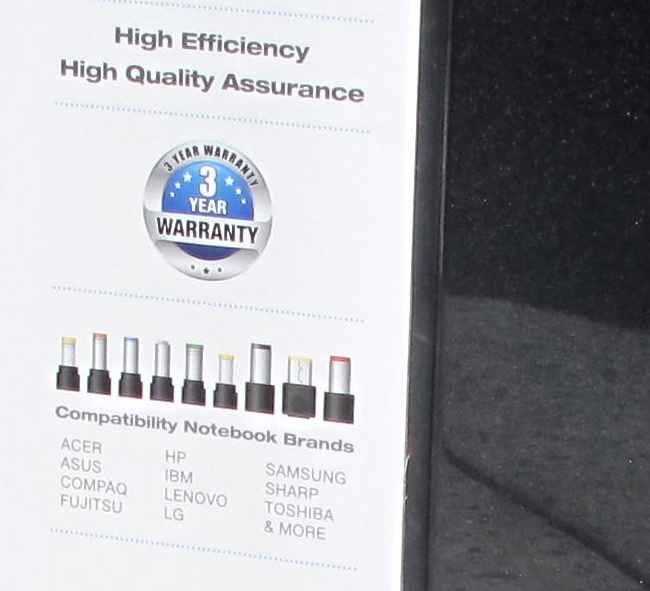 High Efficiency
High Quality Assurance
3 YEAR WARRANTY
3
YEAR
WARRANTY
Compatibility Notebook Brands
ACER
ASUS
COMPAQ
FUJITSU
HP
IBM
LENOVO
LG
SAMSUNG
SHARP
TOSHIBA
& MORE